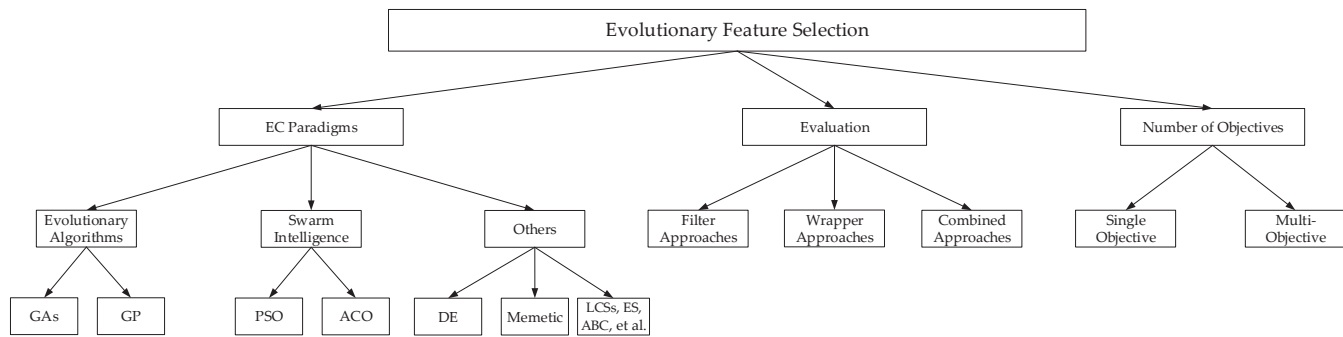 Evolutionary Feature Selection
EC Paradigms
Evaluation
Number of Objectives
Evolutionary
Algorithms
Swarm
Intelligence
Others
Filter
Approaches
Wrapper
Approaches
Combined
Approaches
Single
Objective
Multi-
Objective
GAs
GP
PSO
ACO
DE
Memetic
LCSs, ES,
ABC, et al.